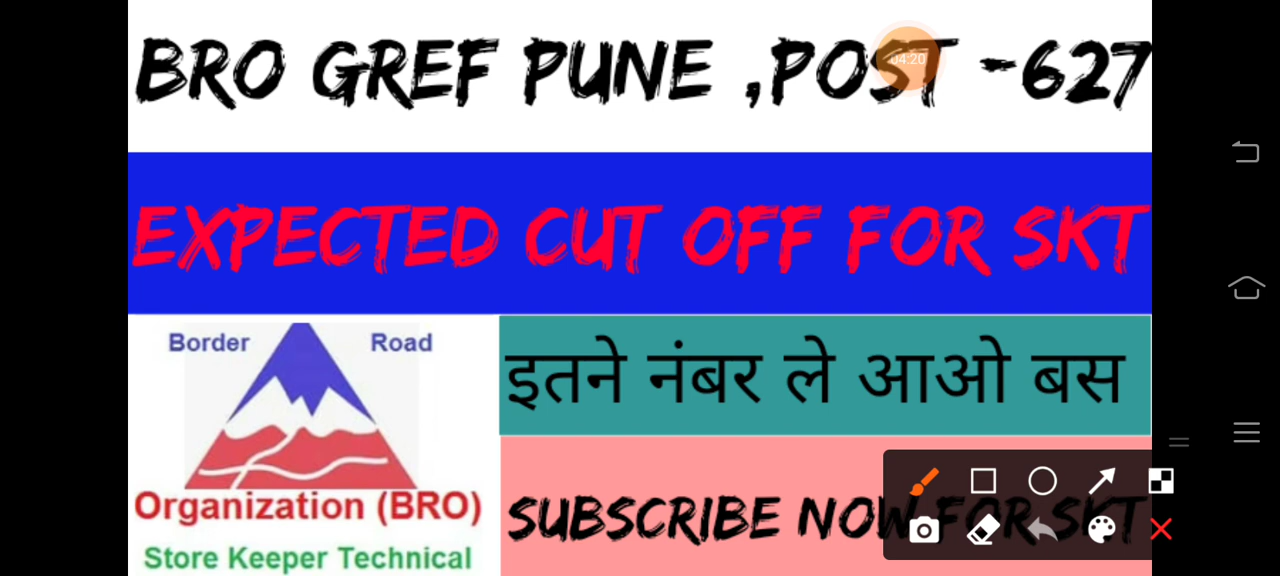 BRO GREF PUNE ,POST -627
04:20
EXPECTED CUT OFF FOR SKT
Border Road
Organization (BRO)
Store Keeper Technical
इतने नंबर ले आओ बस
SUBSCRIBE NOW FOR SKT